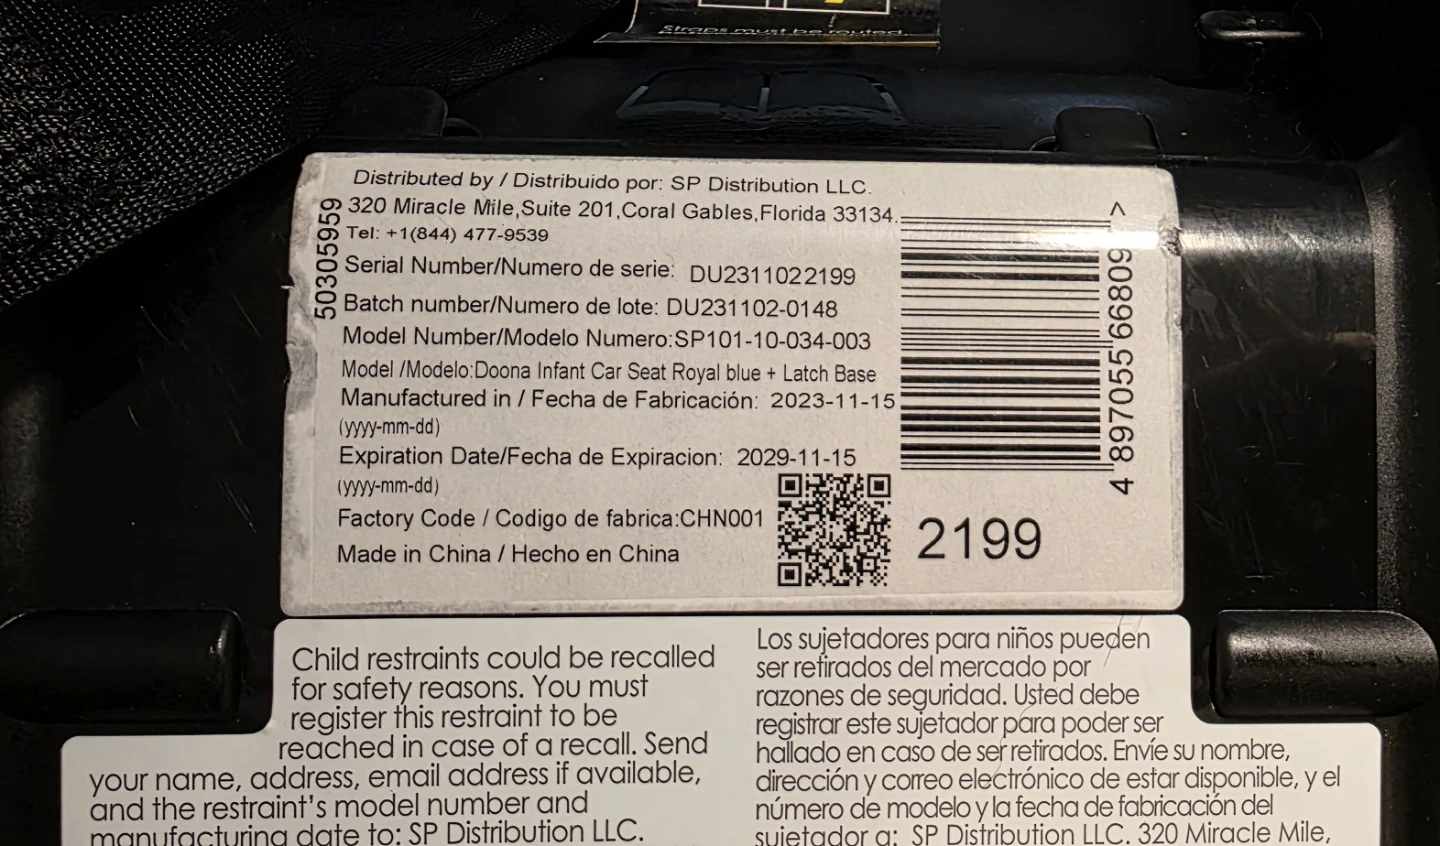 Straps must be routed
Distributed by / Distribuido por: SP Distribution LLC.
320 Miracle Mile,Suite 201,Coral Gables,Florida 33134.
Tel: +1(844) 477-9539
Serial Number/Numero de serie: DU2311022199
Batch number/Numero de lote: DU231102-0148
Model Number/Modelo Numero:SP101-10-034-003
Model /Modelo:Doona Infant Car Seat Royal blue + Latch Base
Manufactured in / Fecha de Fabricación: 2023-11-15
(yyyy-mm-dd)
Expiration Date/Fecha de Expiracion: 2029-11-15
(yyyy-mm-dd)
Factory Code / Codigo de fabrica:CHN001
Made in China / Hecho en China
50305959
4 897055 66809 >
2199
Child restraints could be recalled
for safety reasons. You must
register this restraint to be
reached in case of a recall. Send
your name, address, email address if available,
and the restraint's model number and
manufacturing date to: SP Distribution LLC.
Los sujetadores para niños pueden
ser retirados del mercado por
razones de seguridad. Usted debe
registrar este sujetador para poder ser
hallado en caso de ser retirados. Envíe su nombre,
dirección y correo electrónico de estar disponible, y el
número de modelo y la fecha de fabricación del
sujetador a: SP Distribution LLC. 320 Miracle Mile,